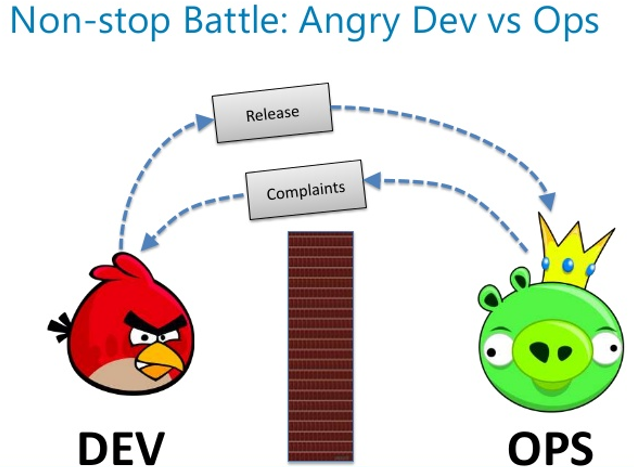 Non-stop Battle: Angry Dev vs Ops
Release
Complaints
DEV
OPS